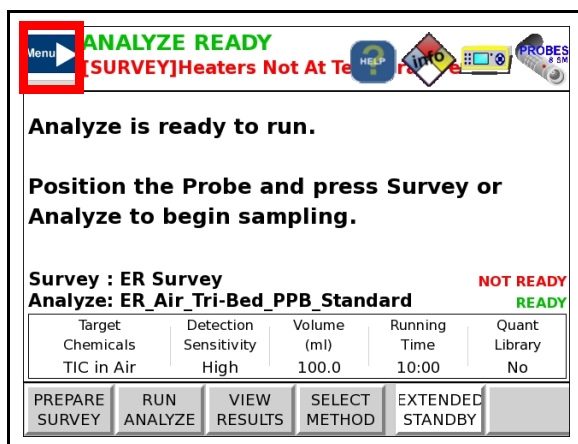 Menu
ANALYZE READY
[SURVEY]Heaters Not At Te
HELP
info
PROBES
& SM
Analyze is ready to run.
Position the Probe and press Survey or
Analyze to begin sampling.
Survey : ER Survey
NOT READY
Analyze: ER_Air_Tri-Bed_PPB_Standard
READY
Target Detection Volume Running Quant
Chemicals Sensitivity (ml) Time Library
TIC in Air High 100.0 10:00 No
PREPARE RUN VIEW SELECT EXTENDED
SURVEY ANALYZE RESULTS METHOD STANDBY